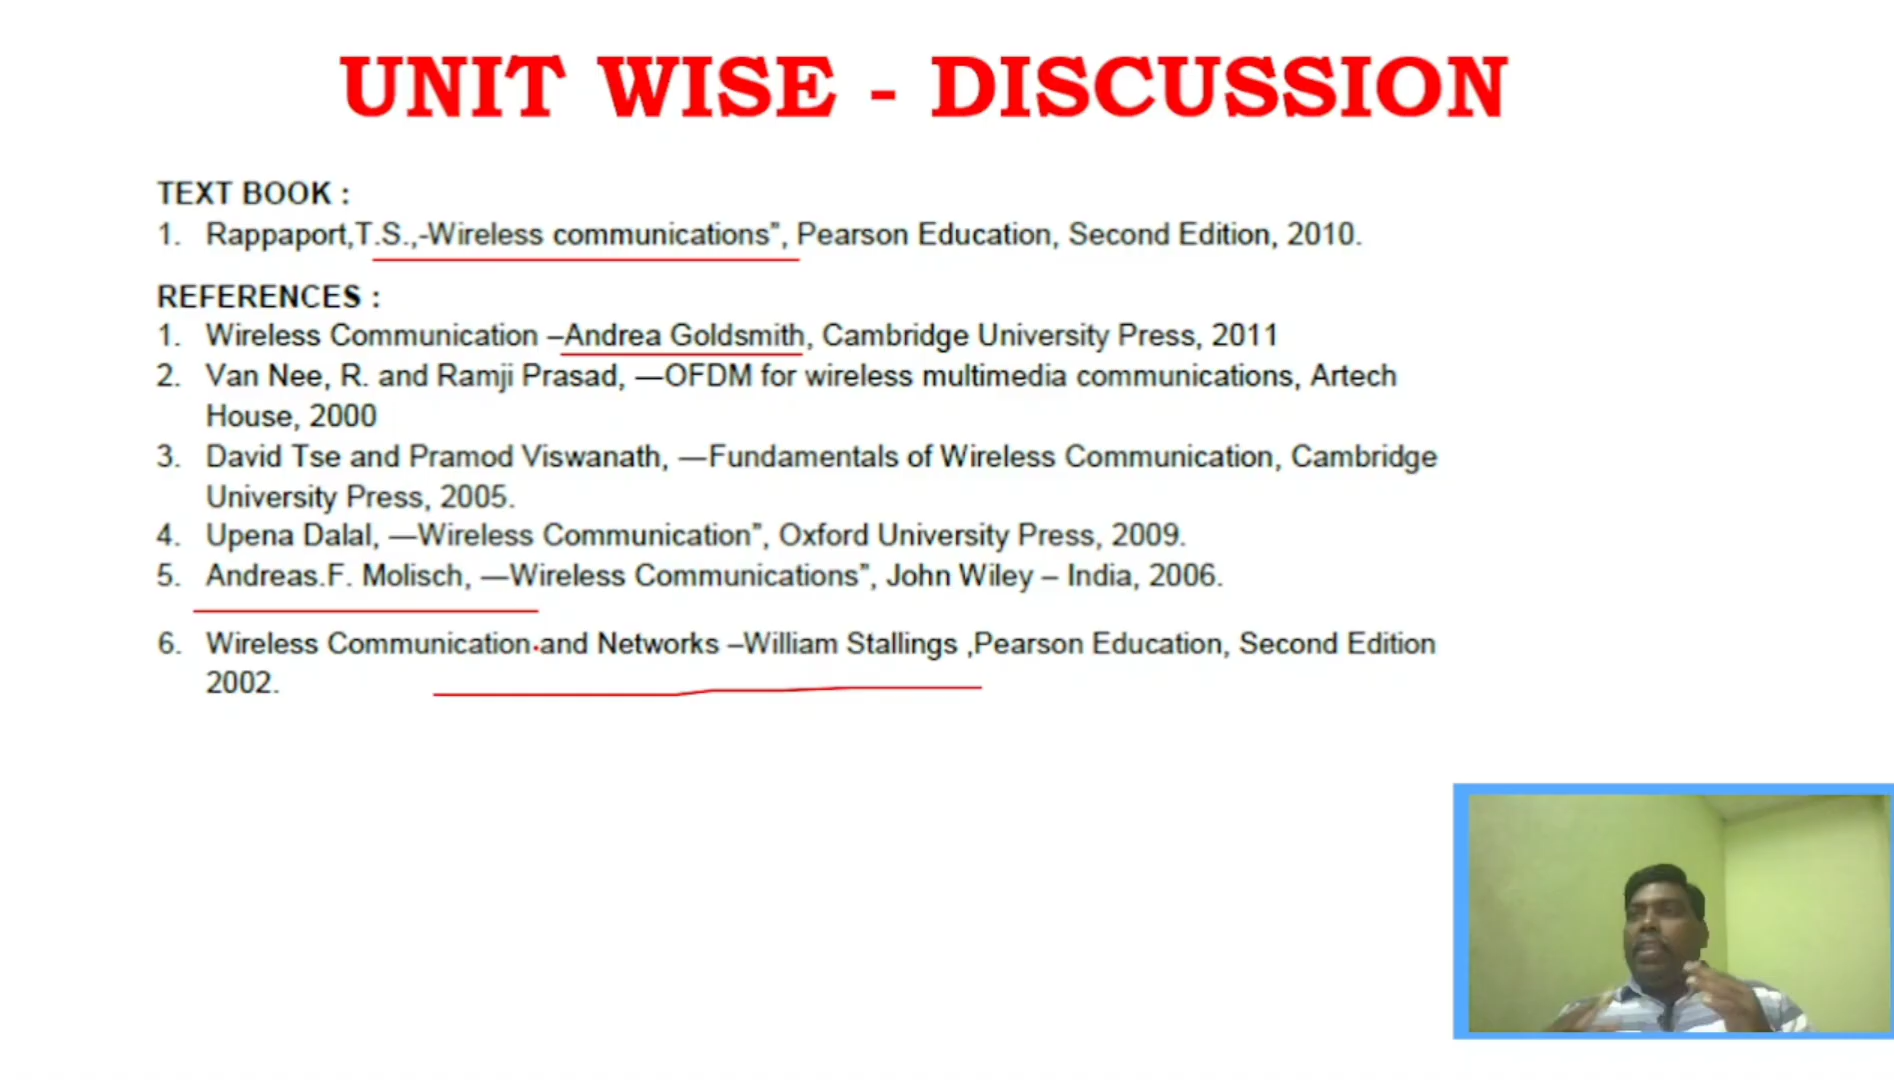 UNIT WISE - DISCUSSION
TEXT BOOK :
1. Rappaport,T.S.,-Wireless communications”, Pearson Education, Second Edition, 2010.
REFERENCES :
1. Wireless Communication –Andrea Goldsmith, Cambridge University Press, 2011
2. Van Nee, R. and Ramji Prasad, —OFDM for wireless multimedia communications, Artech
House, 2000
3. David Tse and Pramod Viswanath, —Fundamentals of Wireless Communication, Cambridge
University Press, 2005.
4. Upena Dalal, —Wireless Communication”, Oxford University Press, 2009.
5. Andreas.F. Molisch, —Wireless Communications”, John Wiley – India, 2006.
6. Wireless Communication and Networks –William Stallings ,Pearson Education, Second Edition
2002.